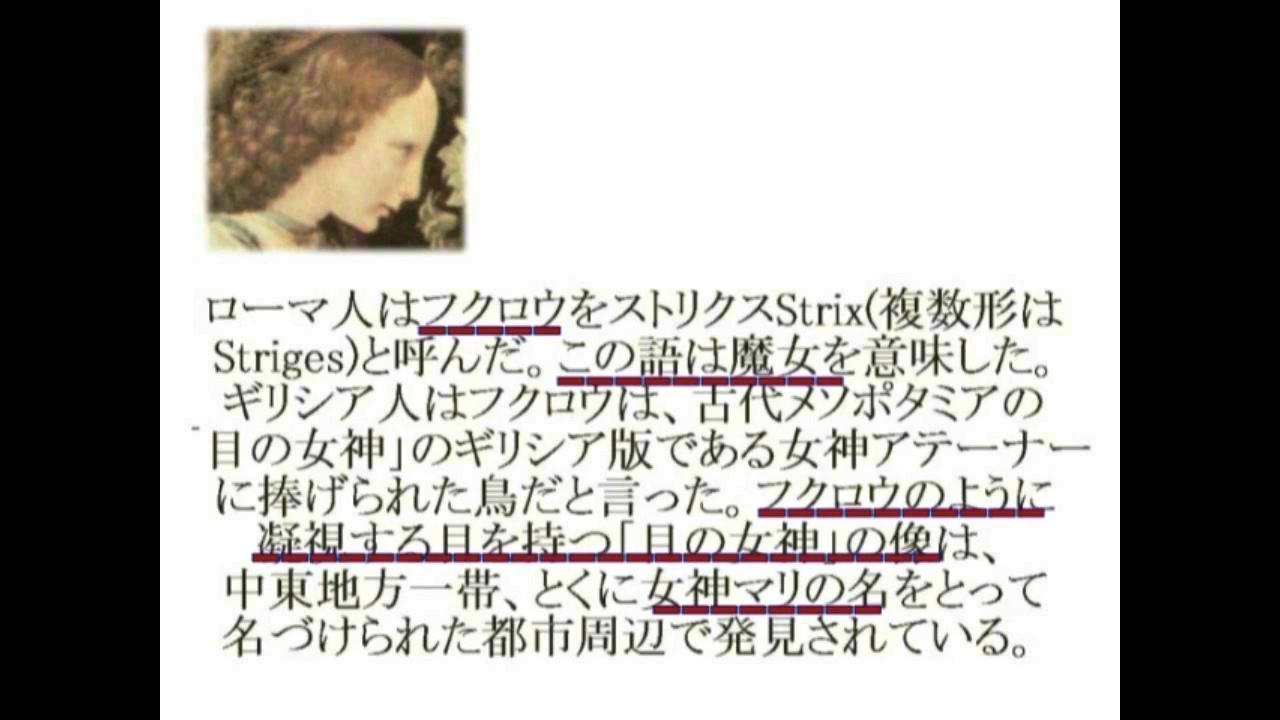 ローマ人はフクロウをストリクスStrix(複数形は
Striges)と呼んだ。この語は魔女を意味した。
ギリシア人はフクロウは、古代メソポタミアの
目の女神」のギリシア版である女神アテーナー
に捧げられた鳥だと言った。フクロウのように
凝視する目を持つ「目の女神」の像は、
中東地方一帯、とくに女神マリの名をとって
名づけられた都市周辺で発見されている。